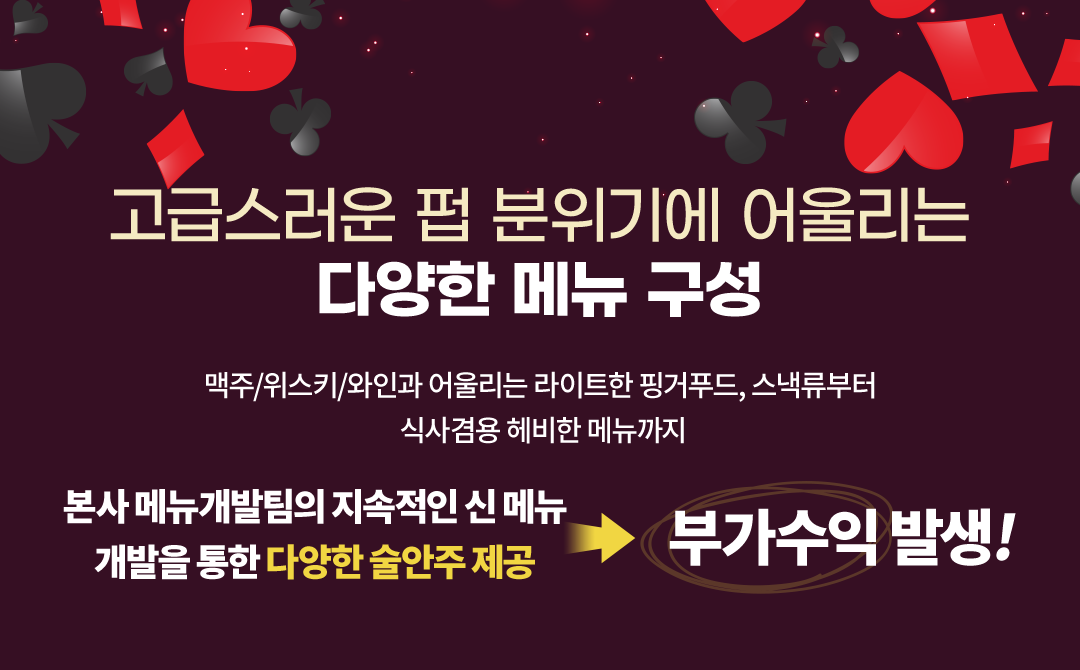 고급스러운 펍 분위기에 어울리는
다양한 메뉴 구성
맥주/위스키/와인과 어울리는 라이트한 핑거푸드, 스낵류부터
식사겸용 헤비한 메뉴까지
본사 메뉴개발팀의 지속적인 신 메뉴
개발을 통한 다양한 술안주 제공
부가수익 발생!